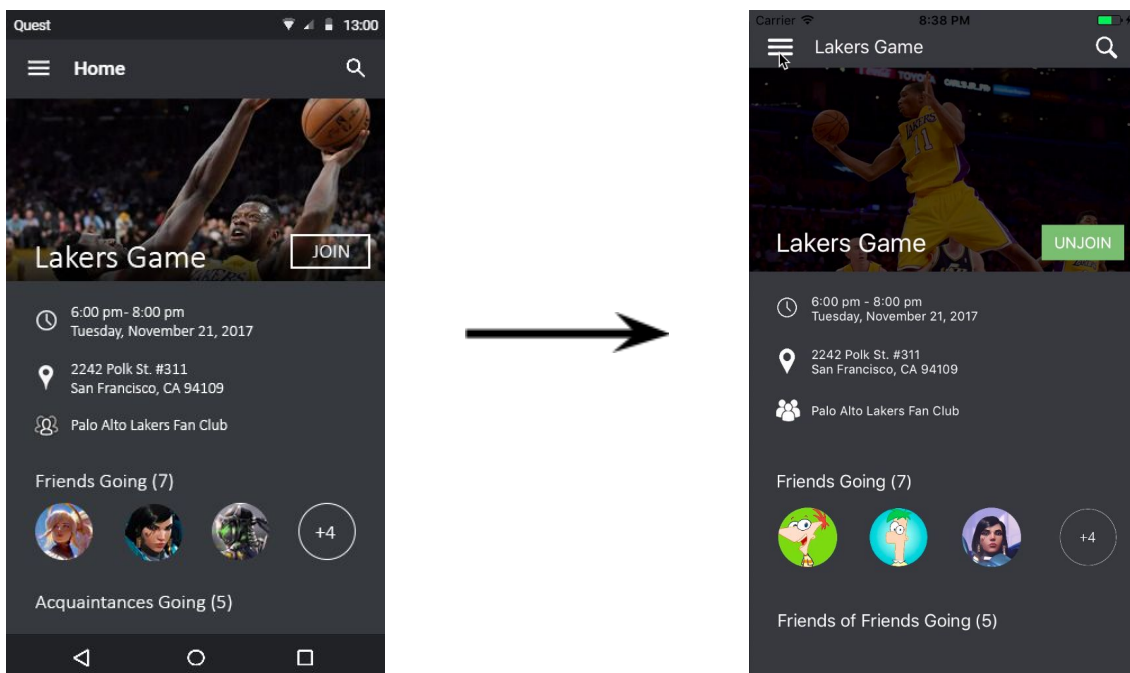 Quest
13:00
Home
Lakers Game
JOIN
6:00 pm- 8:00 pm
Tuesday, November 21, 2017
2242 Polk St. #311
San Francisco, CA 94109
Palo Alto Lakers Fan Club
Friends Going (7)
+4
Acquaintances Going (5)
Carrier
8:38 PM
Lakers Game
TOYOTA
LAKERS
11
Lakers Game
UNJOIN
6:00 pm - 8:00 pm
Tuesday, November 21, 2017
2242 Polk St. #311
San Francisco, CA 94109
Palo Alto Lakers Fan Club
Friends Going (7)
+4
Friends of Friends Going (5)